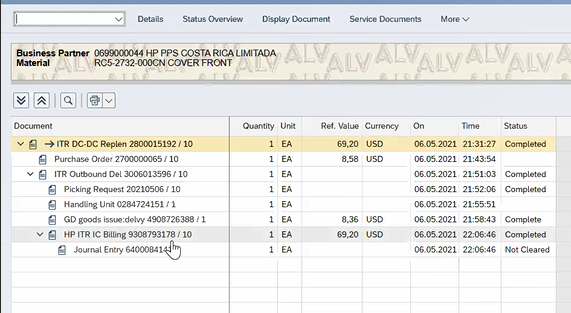 Details Status Overview Display Document Service Documents More
Business Partner 0699000044 HP PPS COSTA RICA LIMITADA
Material RC5-2732-000CN COVER FRONT
Document Quantity Unit Ref. Value Currency On Time Status
ITR DC-DC Replen 2800015192 / 10 1 EA 69,20 USD 06.05.2021 21:31:27 Completed
Purchase Order 2700000065 / 10 1 EA 8,58 USD 06.05.2021 21:43:54
ITR Outbound Del 3006013596 / 10 1 EA 06.05.2021 21:51:03 Completed
Picking Request 20210506 / 10 1 EA 06.05.2021 21:52:06 Completed
Handling Unit 0284724151 / 1 1 EA 06.05.2021 21:55:51
GD goods issue:delvy 4908726388 / 1 1 EA 8,36 USD 06.05.2021 21:58:43 Complete
HP ITR IC Billing 9308793178 / 10 1 EA 69,20 USD 06.05.2021 22:06:46 Completed
Journal Entry 1 EA 06.05.2021 22:06:46 Not Cleared